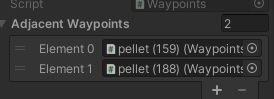 Script Waypoints
Adjacent Waypoints 2
Element 0 pellet (159) (Waypoints
Element 1 pellet (188) (Waypoints
+ −